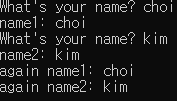 What's your name? choi
name1: choi
What's your name? kim
name2: kim
again name1: choi
again name2: kim